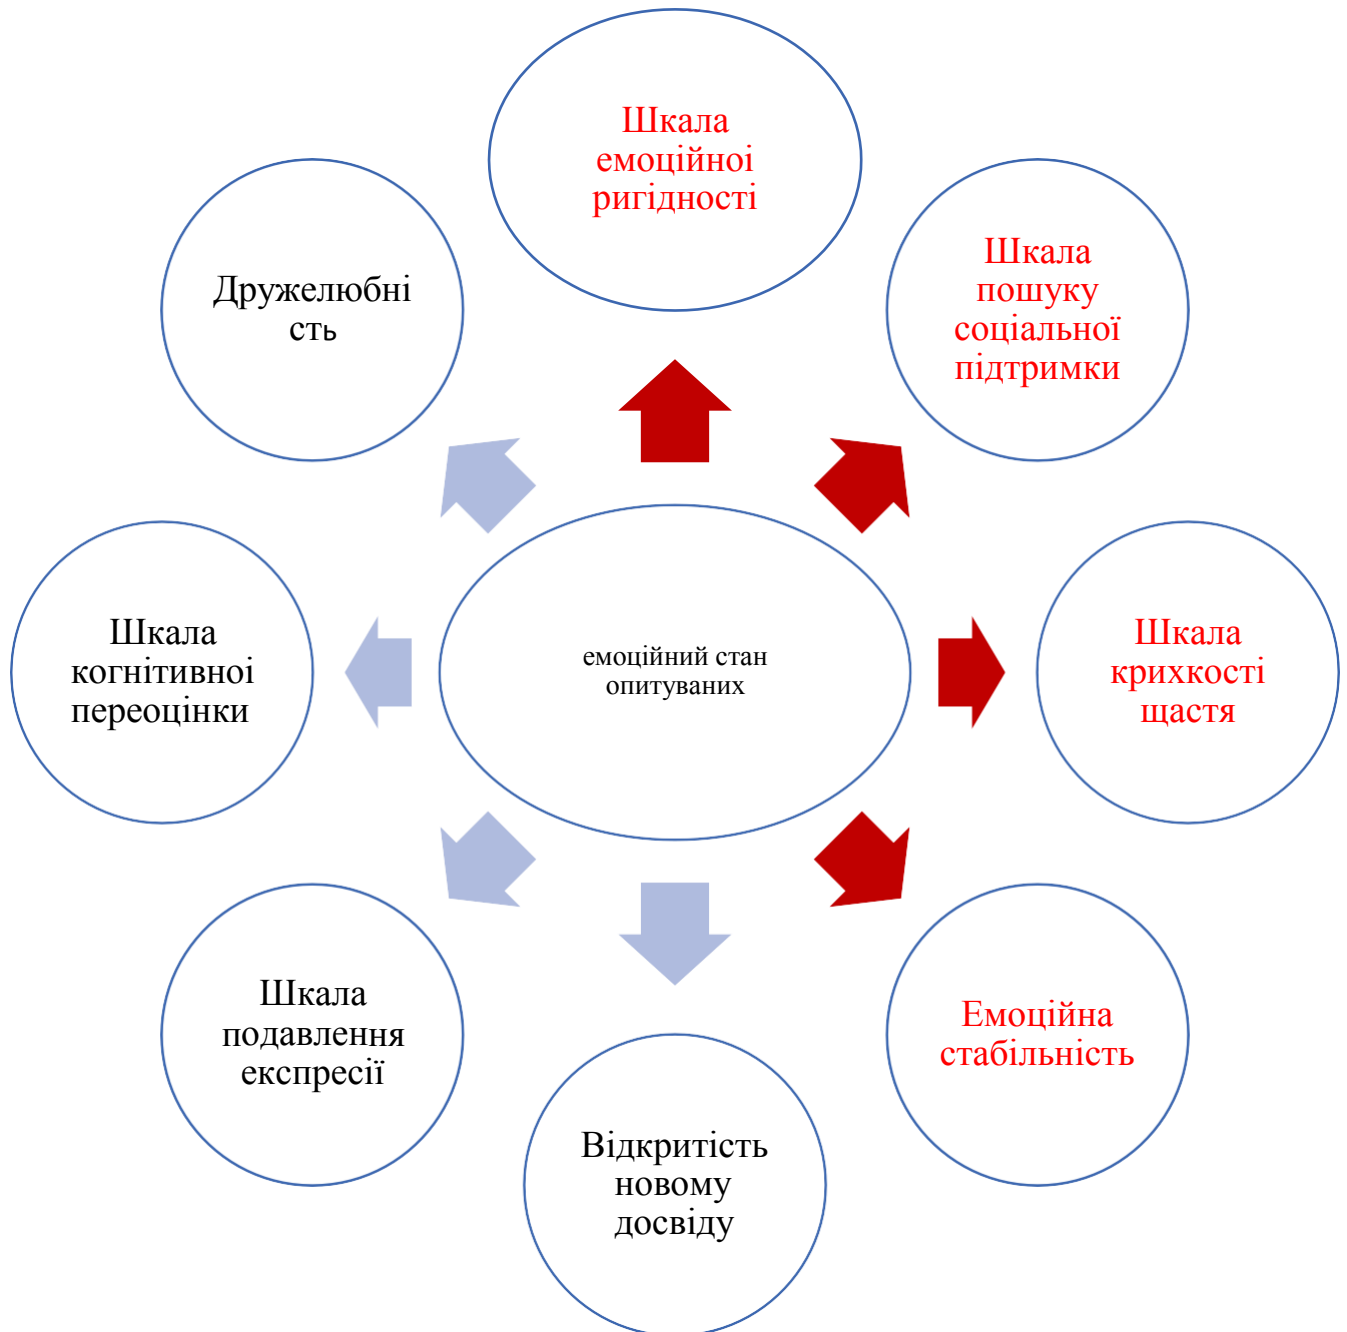 Шкала
емоційної
ригідності
Шкала
пошуку
соціальної
підтримки
Шкала
крихкості
щастя
Емоційна
стабільність
Відкритість
новому
досвіду
Шкала
подавлення
експресії
Шкала
когнітивної
переоцінки
Дружелюбні
сть
емоційний стан
опитуваних